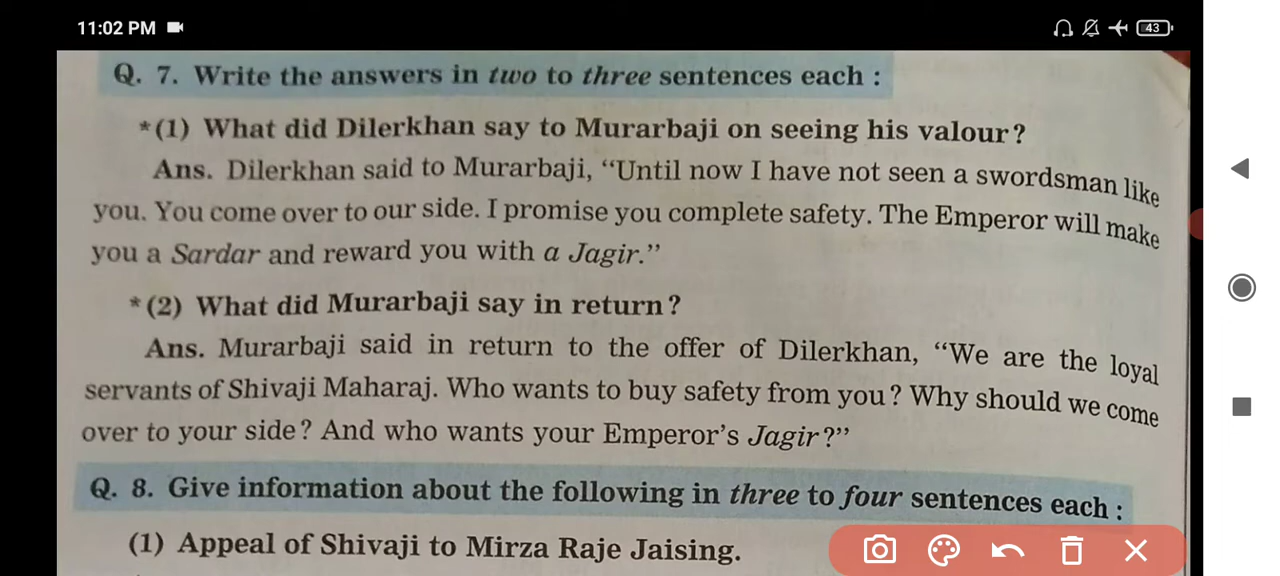 11:02 PM
43
Q. 7. Write the answers in two to three sentences each :
*(1) What did Dilerkhan say to Murarbaji on seeing his valour?
Ans. Dilerkhan said to Murarbaji, “Until now I have not seen a swordsman like
you. You come over to our side. I promise you complete safety. The Emperor will make
you a Sardar and reward you with a Jagir.”
*(2) What did Murarbaji say in return?
Ans. Murarbaji said in return to the offer of Dilerkhan, “We are the loyal
servants of Shivaji Maharaj. Who wants to buy safety from you? Why should we come
over to your side? And who wants your Emperor’s Jagir?”
Q. 8. Give information about the following in three to four sentences each :
(1) Appeal of Shivaji to Mirza Raje Jaising.